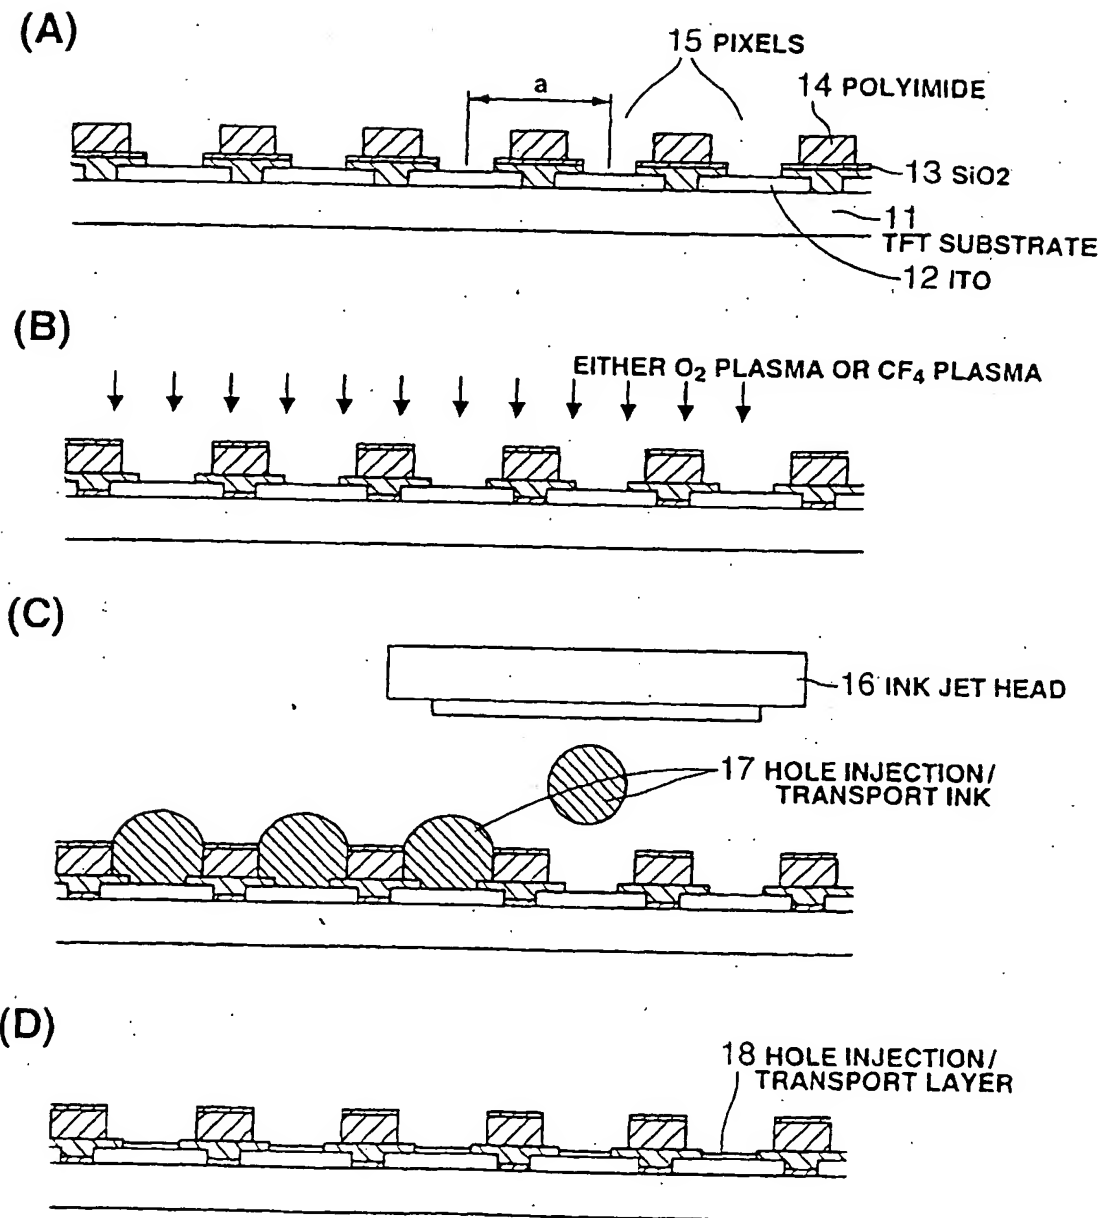 (A)
15 PIXELS
a
14 POLYIMIDE
13 SiO2
11
TFT SUBSTRATE
12 ITO
(B)
EITHER O2 PLASMA OR CF4 PLASMA
(C)
16 INK JET HEAD
17 HOLE INJECTION/
TRANSPORT INK
(D)
18 HOLE INJECTION/
TRANSPORT LAYER